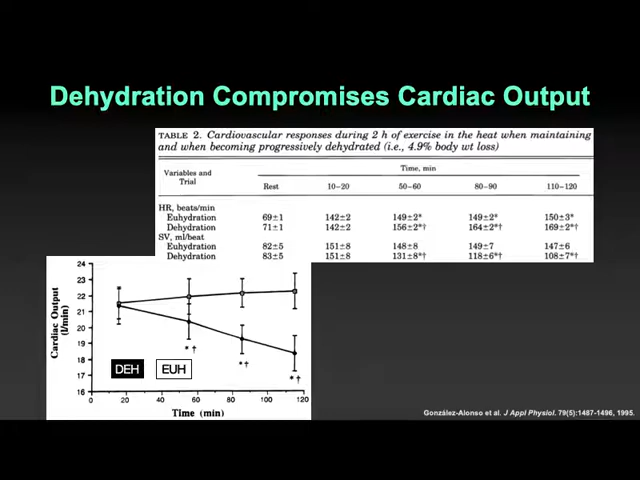 Dehydration Compromises Cardiac Output
TABLE 2. Cardiovascular responses during 2 h of exercise in the heat when maintaining
and when becoming progressively dehydrated (i.e., 4.9% body wt loss)
Variables and Trial Time, min
Rest 10–20 50–60 80–90 110–120
HR, beats/min
Euhydration 69±1 142±2 149±2* 149±2* 150±3*
Dehydration 71±1 142±2 156±2*† 164±2*† 169±2*†
SV, ml/beat
Euhydration 82±5 151±8 148±8 149±7 147±6
Dehydration 83±5 151±8 131±8*† 118±6*† 108±7*†
Cardiac Output
(l/min)
24
23
22
21
20
19
18
17
16
*†
*†
*†
DEH EUH
0 20 40 60 80 100 120
Time (min)
González-Alonso et al. J Appl Physiol. 79(5):1487-1496, 1995.